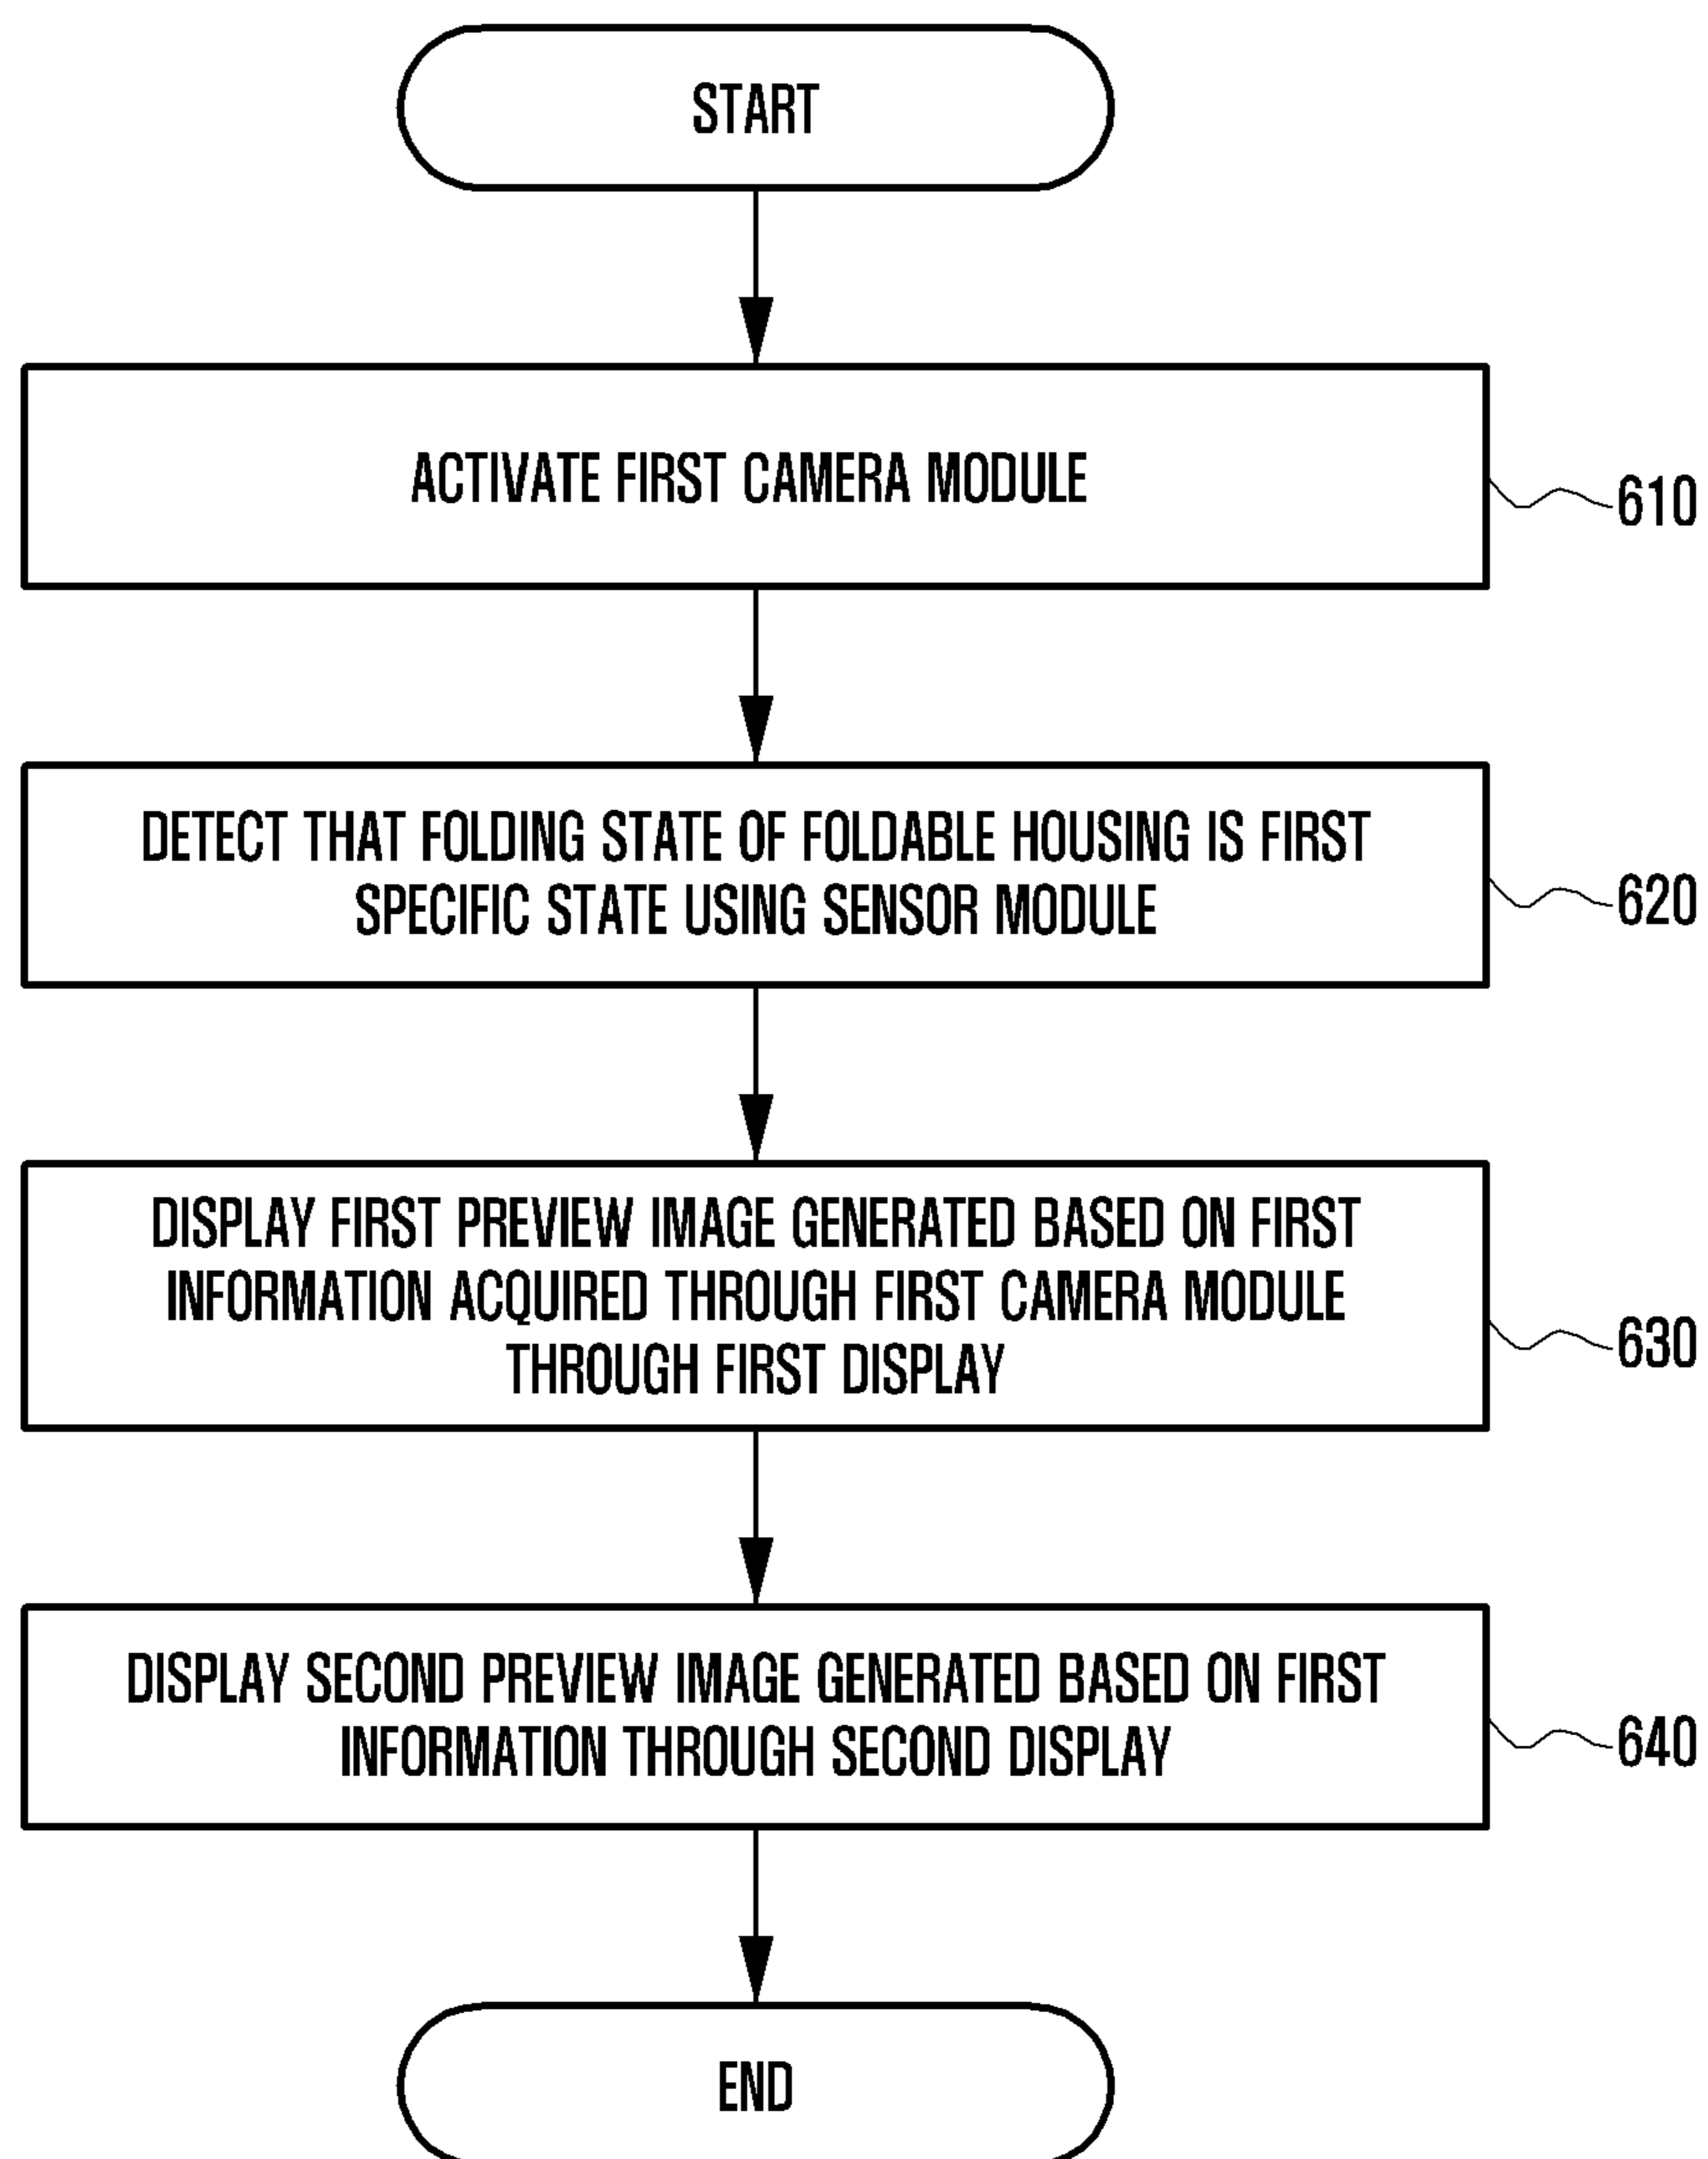 START
ACTIVATE FIRST CAMERA MODULE
610
DETECT THAT FOLDING STATE OF FOLDABLE HOUSING IS FIRST
SPECIFIC STATE USING SENSOR MODULE
620
DISPLAY FIRST PREVIEW IMAGE GENERATED BASED ON FIRST
INFORMATION ACQUIRED THROUGH FIRST CAMERA MODULE
THROUGH FIRST DISPLAY
630
DISPLAY SECOND PREVIEW IMAGE GENERATED BASED ON FIRST
INFORMATION THROUGH SECOND DISPLAY
640
END